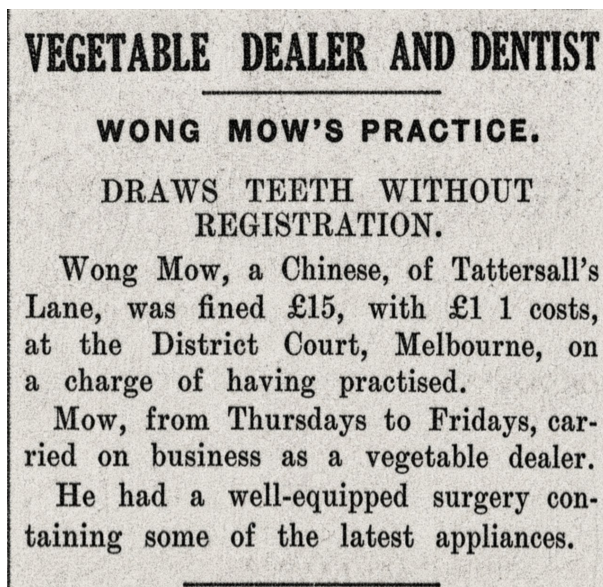 VEGETABLE DEALER AND DENTIST
WONG MOW'S PRACTICE.
DRAWS TEETH WITHOUT
REGISTRATION.
Wong Mow, a Chinese, of Tattersall's
Lane, was fined £15, with £1 1 costs,
at the District Court, Melbourne, on
a charge of having practised.
Mow, from Thursdays to Fridays, car-
ried on business as a vegetable dealer.
He had a well-equipped surgery con-
taining some of the latest appliances.